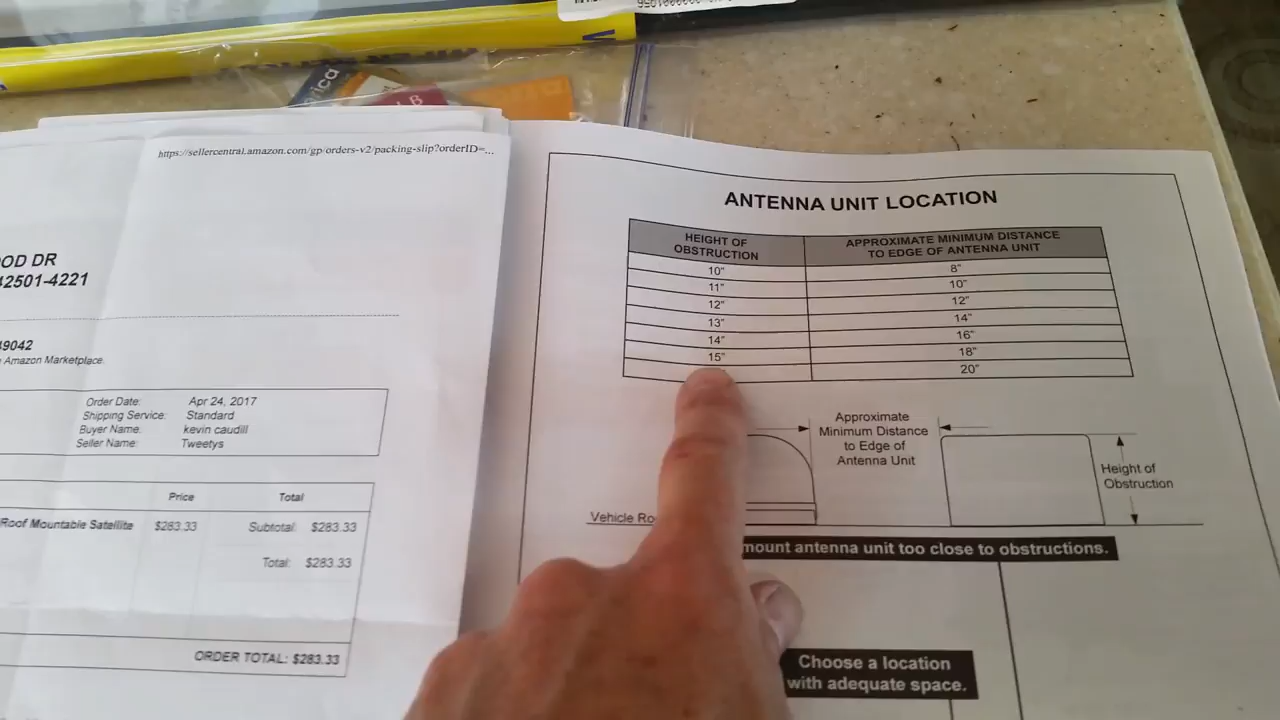 ica
B
https://sellercentral.amazon.com/gp/orders-v2/packing-slip?orderID=...
OOD DR
42501-4221
49042
Amazon Marketplace.
Order Date: Apr 24, 2017
Shipping Service: Standard
Buyer Name: kevin caudill
Seller Name: Tweetys
Price Total
Roof Mountable Satellite $283.33 Subtotal: $283.33
Total: $283.33
ORDER TOTAL: $283.33
ANTENNA UNIT LOCATION
HEIGHT OF OBSTRUCTION
APPROXIMATE MINIMUM DISTANCE TO EDGE OF ANTENNA UNIT
10" 8"
11" 10"
12" 12"
13" 14"
14" 16"
15" 18"
20"
Approximate
Minimum Distance
to Edge of
Antenna Unit
Height of
Obstruction
Vehicle Ro
mount antenna unit too close to obstructions.
Choose a location
with adequate space.